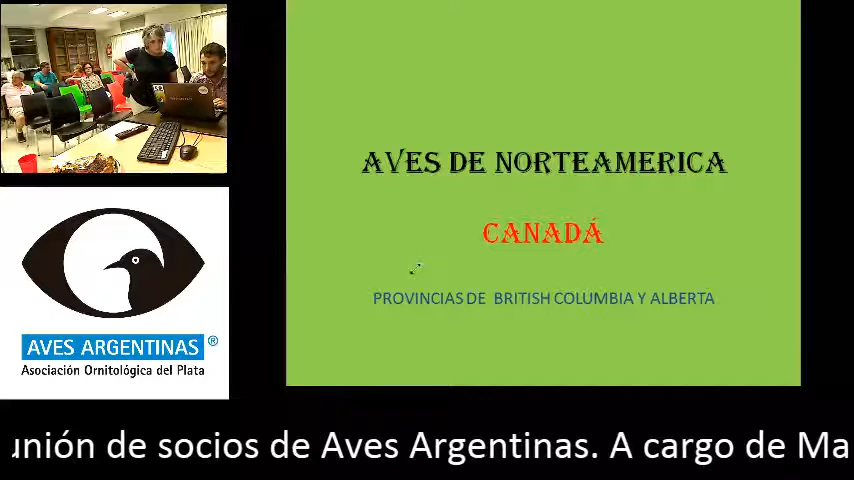 AVES DE NORTEAMERICA
CANADÁ
PROVINCIAS DE BRITISH COLUMBIA Y ALBERTA
AVES ARGENTINAS ®
Asociación Ornitológica del Plata
unión de socios de Aves Argentinas. A cargo de Ma